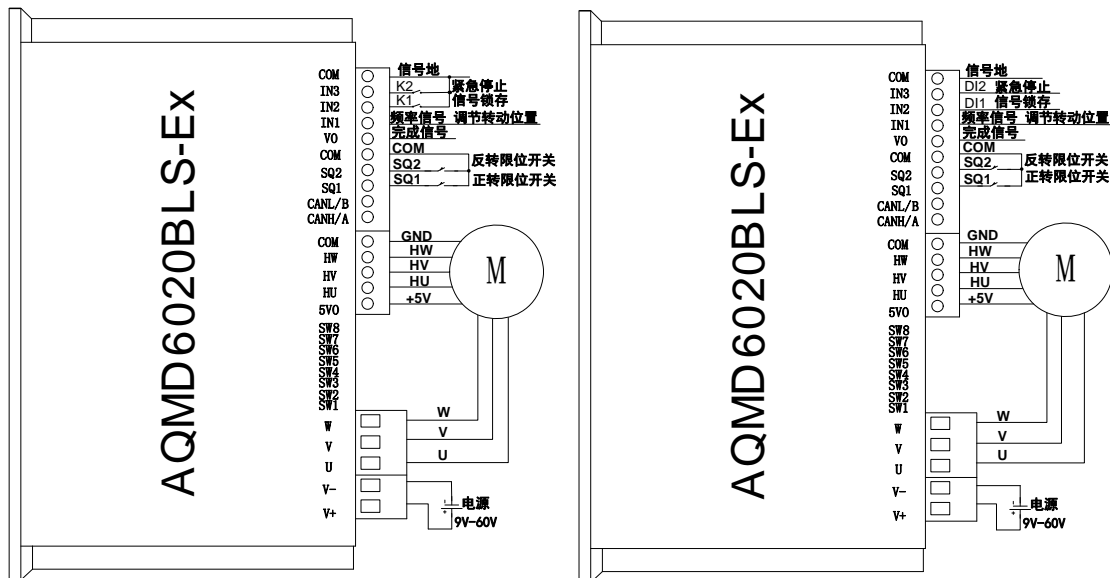 AQMD6020BLS-Ex
COM 信号地
IN3 K2 紧急停止
IN2 K1 信号锁存
IN1 频率信号 调节转动位置
VO 完成信号
COM COM
SQ2 SQ2 反转限位开关
SQ1 SQ1 正转限位开关
CANL/B
CANH/A
COM GND
HW HW
HV HV
HU HU
5VO +5V
M
SW8
SW7
SW6
SW5
SW4
SW3
SW2
SW1
W W
V V
U U
V- 电源
V+ 9V-60V
AQMD6020BLS-Ex
COM 信号地
IN3 DI2 紧急停止
IN2 DI1 信号锁存
IN1 频率信号 调节转动位置
VO 完成信号
COM COM
SQ2 SQ2 反转限位开关
SQ1 SQ1 正转限位开关
CANL/B
CANH/A
COM GND
HW HW
HV HV
HU HU
5VO +5V
M
SW8
SW7
SW6
SW5
SW4
SW3
SW2
SW1
W W
V V
U U
V- 电源
V+ 9V-60V